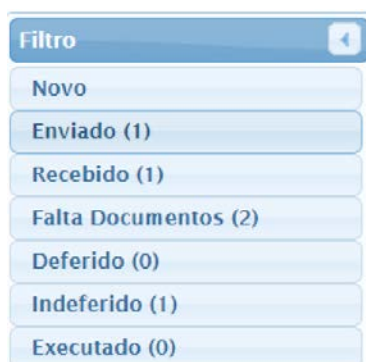 Filtro
Novo
Enviado (1)
Recebido (1)
Falta Documentos (2)
Deferido (0)
Indeferido (1)
Executado (0)